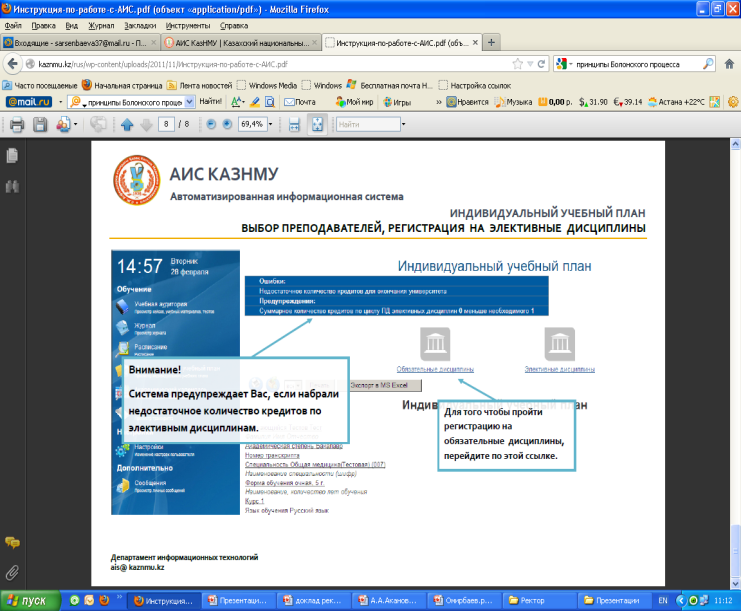 Инструкция-по-работе-с-АИС.pdf (объект «application/pdf») - Mozilla Firefox
Файл Правка Вид Журнал Закладки Инструменты Справка
Входящие - sarsenbaeva37@mail.ru - П...
АИС КазНМУ | Казахский национальны...
Инструкция-по-работе-с-АИС.pdf (объ...
kaznmu.kz/rus/wp-content/uploads/2011/11/Инструкция-по-работе-с-АИС.pdf
принципы Болонского процесса
Часто посещаемые Начальная страница Лента новостей Windows Media Windows Бесплатная почта H... Настройка ссылок
@mail.ru принципы Болонского проце Найти! Почта Мой мир Игры » Нравится Музыка 0,00 р. $ 31.90 € 39.14 Астана +22°C
8 / 8 69,4% Найти
АИС КАЗНМУ
Автоматизированная информационная система
ИНДИВИДУАЛЬНЫЙ УЧЕБНЫЙ ПЛАН
ВЫБОР ПРЕПОДАВАТЕЛЕЙ, РЕГИСТРАЦИЯ НА ЭЛЕКТИВНЫЕ ДИСЦИПЛИНЫ
14:57 Вторник
28 февраля
Обучение
Учебная аудитория
Журнал
Расписание
Настройки
Дополнительно
Сообщения
Индивидуальный учебный план
Ошибки:
Недостаточное количество кредитов для окончания университета
Предупреждения:
Суммарное количество кредитов по циклу ПД элективных дисциплин 0 меньше необходимого 1
Обязательные дисциплины
Элективные дисциплины
Экспорт в MS Excel
Внимание!
Система предупреждает Вас, если набрали
недостаточное количество кредитов по
элективным дисциплинам.
Для того чтобы пройти
регистрацию на
обязательные дисциплины,
перейдите по этой ссылке.
Академическая степень Бакалавр
Номер транскрипта
Специальность Общая медицина(Тестовая) (007)
Наименование специальности (шифр)
Форма обучения очная, 5 г.
Наименование, количество лет обучения
Курс 1
Язык обучения Русский язык
Департамент информационных технологий
ais@ kaznmu.kz
пуск
Инструкция...
Презентаци...
доклад рек...
А.А.Аканов...
Омирбаев.р...
Ректор
Презентации
EN
11:12